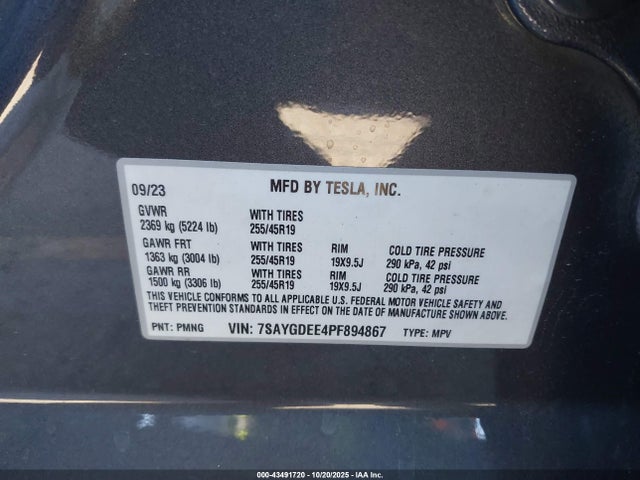 09/23 MFD BY TESLA, INC.
GVWR WITH TIRES
2369 kg (5224 lb) 255/45R19
GAWR FRT WITH TIRES RIM COLD TIRE PRESSURE
1363 kg (3004 lb) 255/45R19 19X9.5J 290 kPa, 42 psi
GAWR RR WITH TIRES RIM COLD TIRE PRESSURE
1500 kg (3306 lb) 255/45R19 19X9.5J 290 kPa, 42 psi
THIS VEHICLE CONFORMS TO ALL APPLICABLE U.S. FEDERAL MOTOR VEHICLE SAFETY AND
THEFT PREVENTION STANDARDS IN EFFECT ON THE DATE OF MANUFACTURE SHOWN ABOVE.
PNT: PMNG VIN: 7SAYGDEE4PF894867 TYPE: MPV
000-43491720 - 10/20/2025 - IAA Inc.